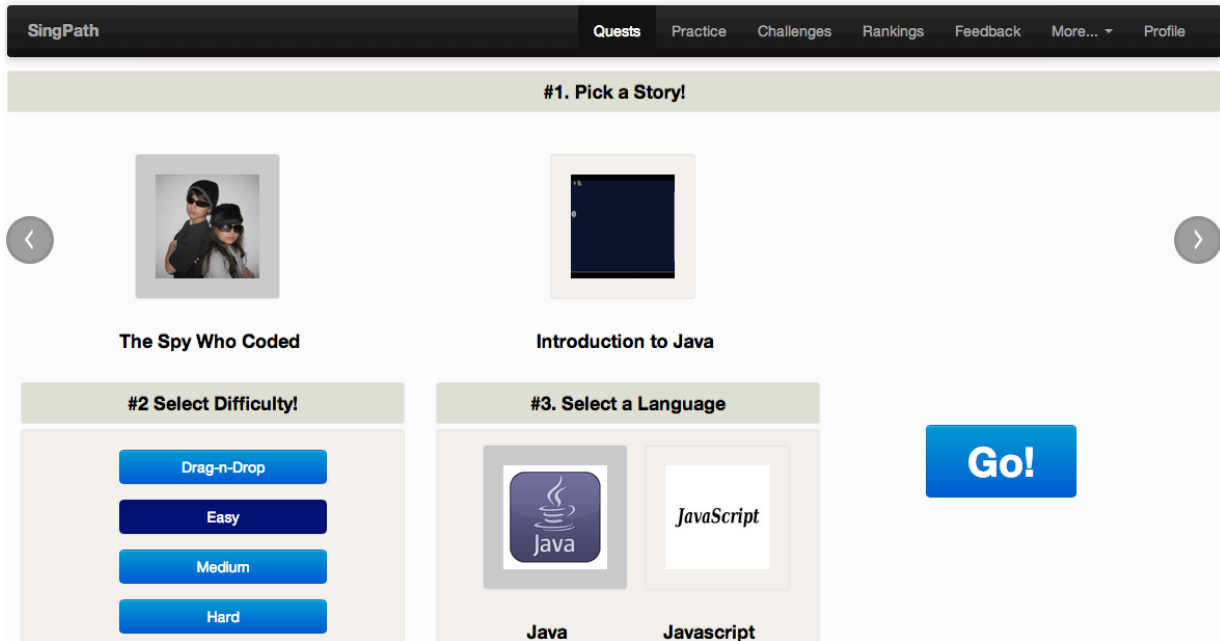 SingPath Quests Practice Challenges Rankings Feedback More... Profile
#1. Pick a Story!
The Spy Who Coded
Introduction to Java
#2 Select Difficulty!
Drag-n-Drop
Easy
Medium
Hard
#3. Select a Language
Java
JavaScript
Java
Javascript
Go!